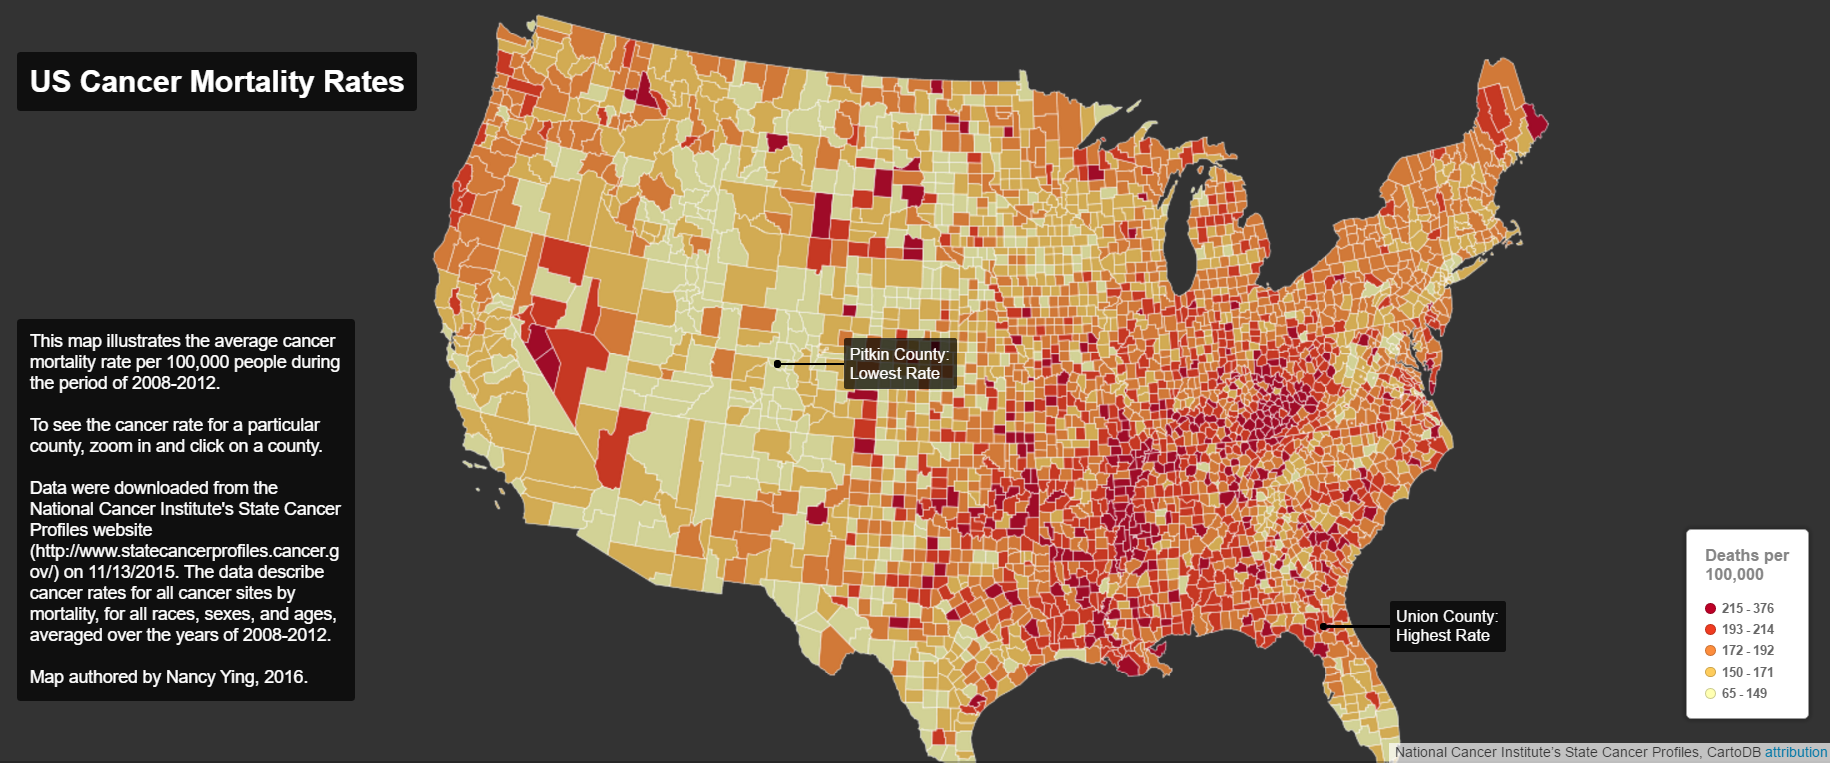 US Cancer Mortality Rates
This map illustrates the average cancer
mortality rate per 100,000 people during
the period of 2008-2012.
To see the cancer rate for a particular
county, zoom in and click on a county.
Data were downloaded from the
National Cancer Institute's State Cancer
Profiles website
(http://www.statecancerprofiles.cancer.g
ov/) on 11/13/2015. The data describe
cancer rates for all cancer sites by
mortality, for all races, sexes, and ages,
averaged over the years of 2008-2012.
Map authored by Nancy Ying, 2016.
Pitkin County:
Lowest Rate
Union County:
Highest Rate
Deaths per
100,000
215 - 376
193 - 214
172 - 192
150 - 171
65 - 149
National Cancer Institute's State Cancer Profiles, CartoDB attribution